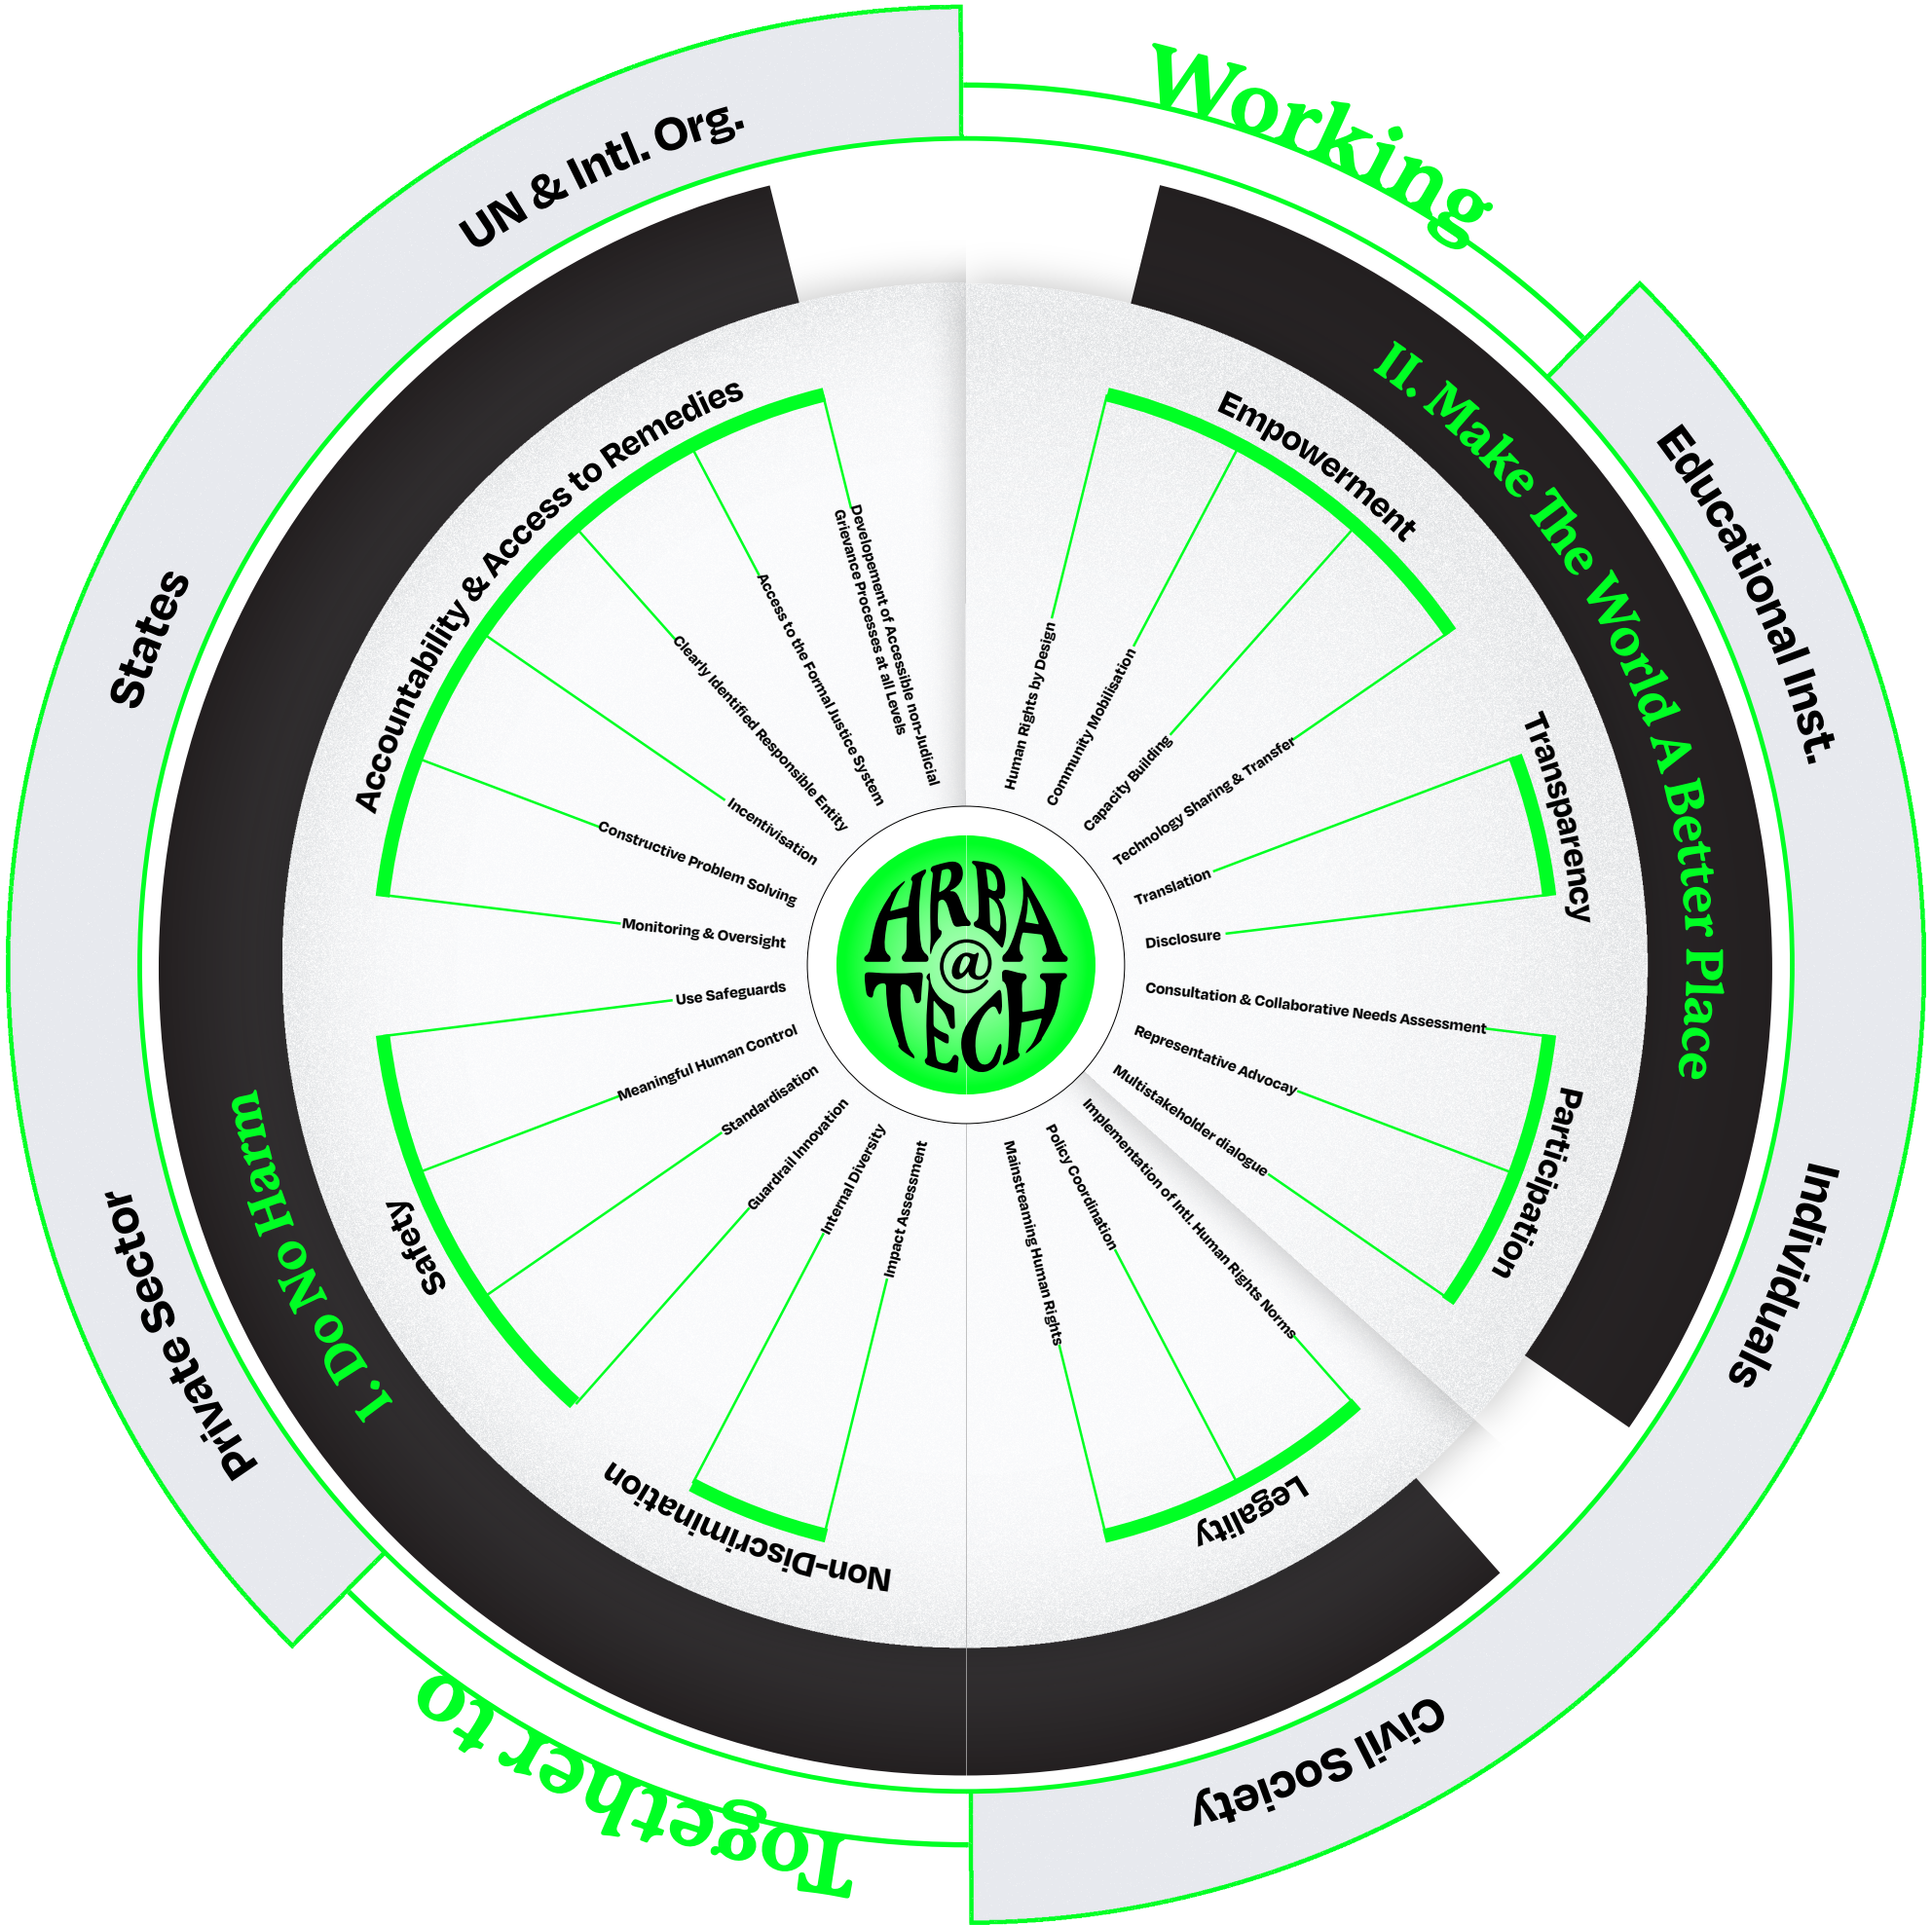 Working
Together to
UN & Intl. Org.
States
Private Sector
Educational Inst.
Individuals
Civil Society
I. Do No Harm
II. Make The World A Better Place
Empowerment
Human Rights by Design
Community Mobilisation
Capacity Building
Technology Sharing & Transfer
Transparency
Translation
Disclosure
Participation
Consultation & Collaborative Needs Assessment
Representative Advocay
Multistakeholder dialogue
Legality
Implementation of Intl. Human Rights Norms
Policy Coordination
Mainstreaming Human Rights
Non-Discrimination
Impact Assessment
Internal Diversity
Safety
Guardrail Innovation
Standardisation
Meaningful Human Control
Use Safeguards
Accountability & Access to Remedies
Monitoring & Oversight
Constructive Problem Solving
Incentivisation
Clearly Identified Responsible Entity
Access to the Formal Justice System
Developement of Accessible non-Judicial
Grievance Processes at all Levels
HRBA
@
TECH